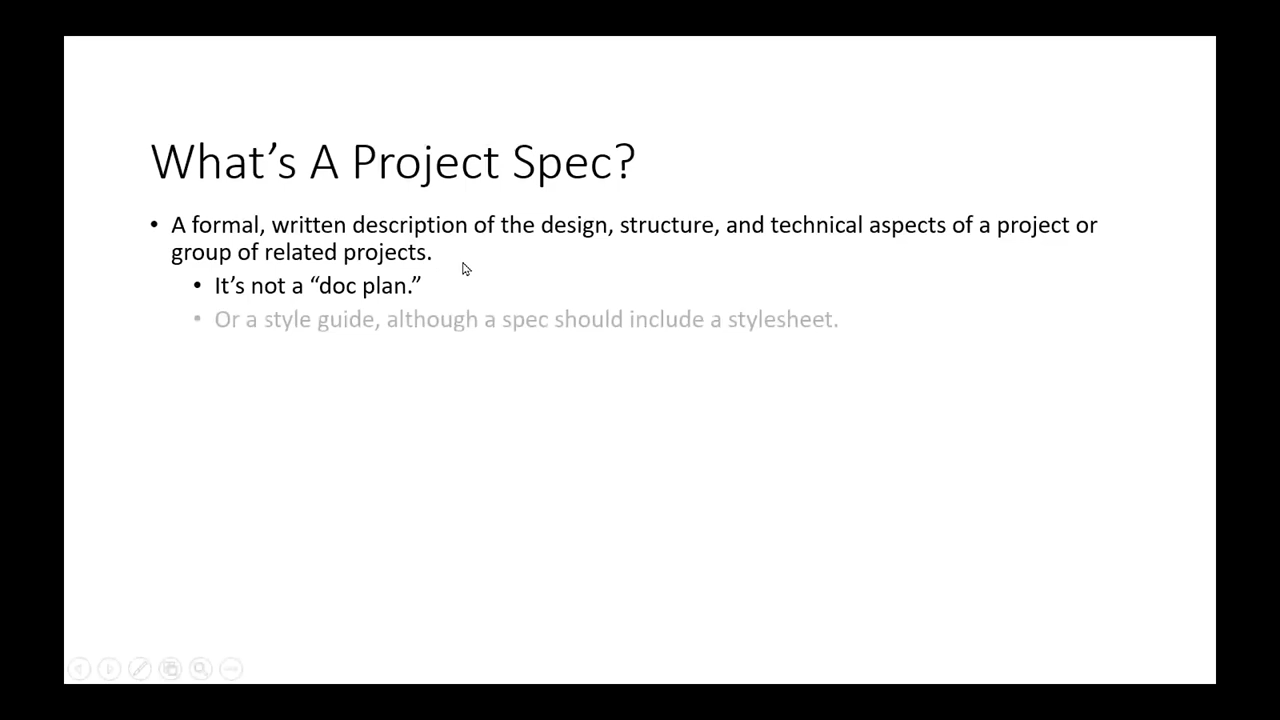 What’s A Project Spec?
• A formal, written description of the design, structure, and technical aspects of a project or
group of related projects.
• It’s not a “doc plan.”
• Or a style guide, although a spec should include a stylesheet.